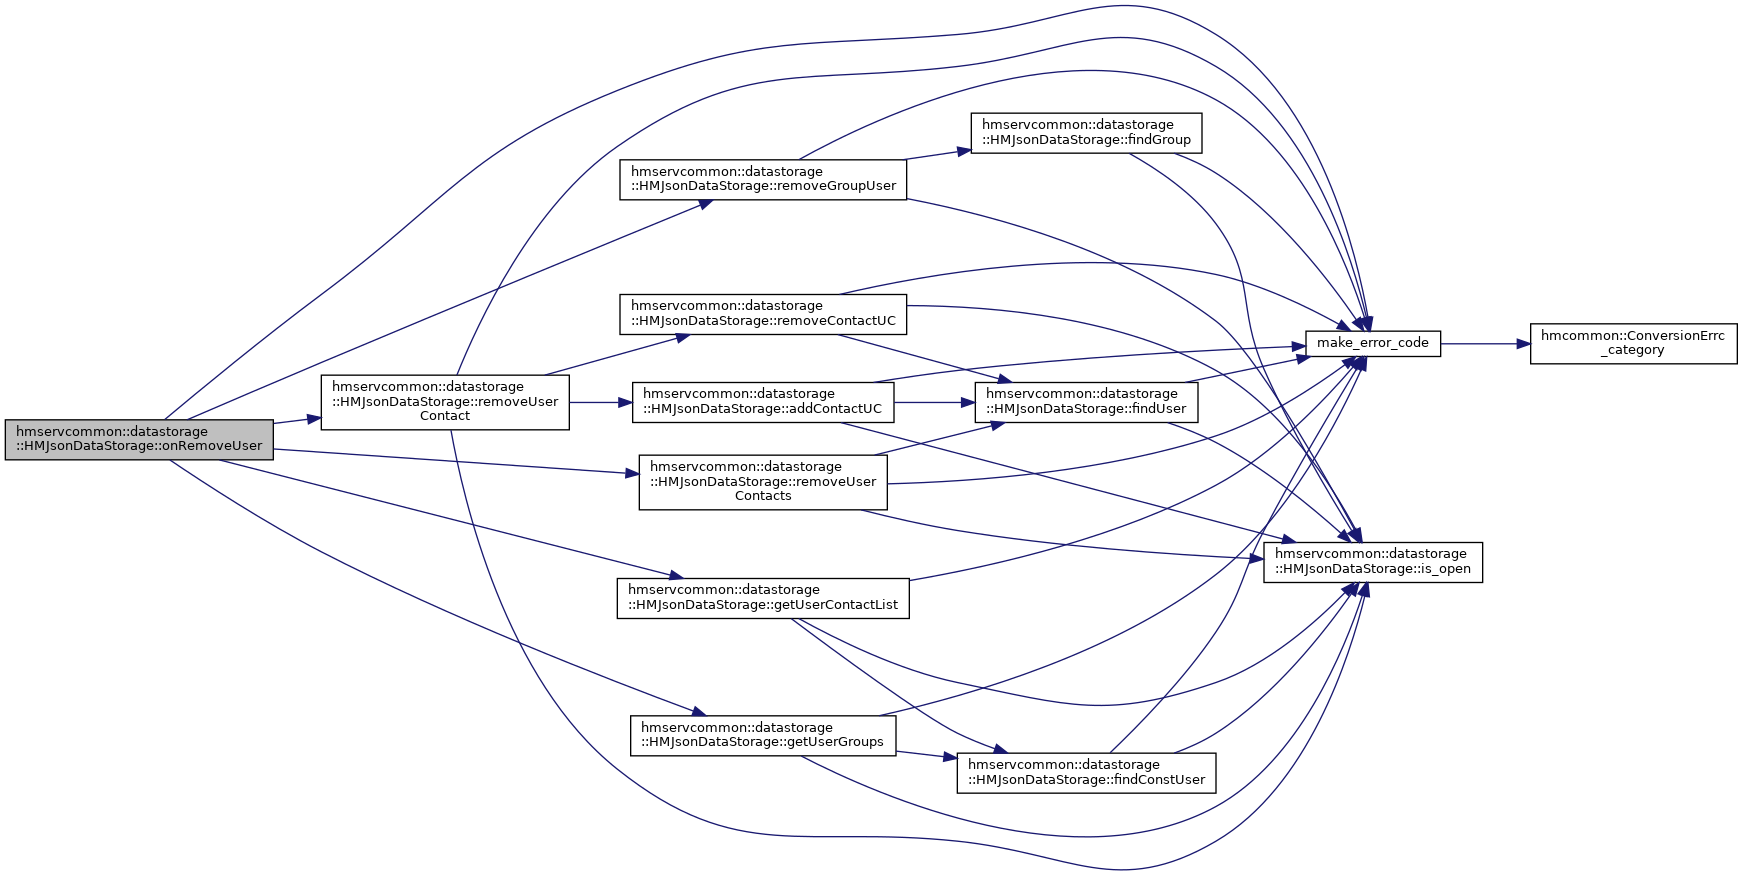 hmservcommon::datastorage
::HMJsonDataStorage::onRemoveUser
hmservcommon::datastorage
::HMJsonDataStorage::removeUser
Contact
hmservcommon::datastorage
::HMJsonDataStorage::removeGroupUser
hmservcommon::datastorage
::HMJsonDataStorage::removeContactUC
hmservcommon::datastorage
::HMJsonDataStorage::addContactUC
hmservcommon::datastorage
::HMJsonDataStorage::removeUser
Contacts
hmservcommon::datastorage
::HMJsonDataStorage::getUserContactList
hmservcommon::datastorage
::HMJsonDataStorage::getUserGroups
hmservcommon::datastorage
::HMJsonDataStorage::findGroup
hmservcommon::datastorage
::HMJsonDataStorage::findUser
hmservcommon::datastorage
::HMJsonDataStorage::findConstUser
make_error_code
hmservcommon::datastorage
::HMJsonDataStorage::is_open
hmcommon::ConversionErrc
_category